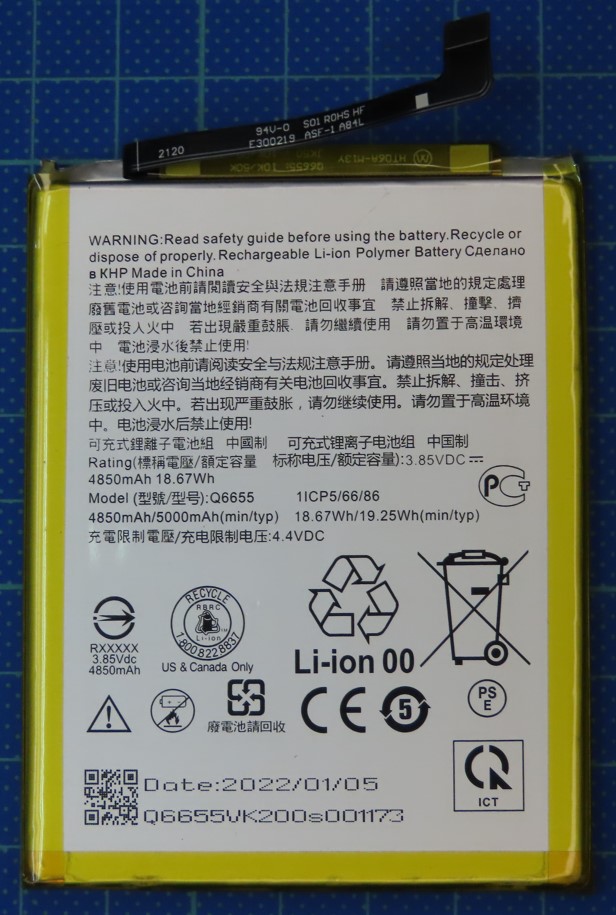 94V-0 S01 ROHS HF
2120 E300219 ASF-1 A84L
Q6655 10K/50K HT06A-M13Y
WARNING:Read safety guide before using the battery.Recycle or
dispose of properly. Rechargeable Li-ion Polymer Battery Сделано
в КНР Made in China
注意!使用電池前請閱讀安全與法規注意手冊 請遵照當地的規定處理
廢舊電池或咨詢當地經銷商有關電池回收事宜 禁止拆解、撞擊、擠
壓或投入火中 若出現嚴重鼓脹 請勿繼續使用 請勿置于高溫環境
中 電池浸水後禁止使用!
注意!使用电池前请阅读安全与法规注意手册。请遵照当地的规定处理
废旧电池或咨询当地经销商有关电池回收事宜。禁止拆解、撞击、挤
压或投入火中。若出现严重鼓胀，请勿继续使用。请勿置于高温环境
中。电池浸水后禁止使用!
可充式鋰離子電池組 中國制 可充式锂离子电池组 中国制
Rating(標稱電壓/額定容量 标称电压/额定容量):3.85VDC⎓
4850mAh 18.67Wh
Model (型號/型号):Q6655 1ICP5/66/86
4850mAh/5000mAh(min/typ) 18.67Wh/19.25Wh(min/typ)
充電限制電壓/充电限制电压:4.4VDC
RXXXXX
3.85Vdc
4850mAh
RECYCLE
RBRC
Li-ion
1.800.822.8837
US & Canada Only
Li-ion 00
廢電池請回收
CE
5
PS
E
ICT
Date:2022/01/05
Q6655VK200s001173